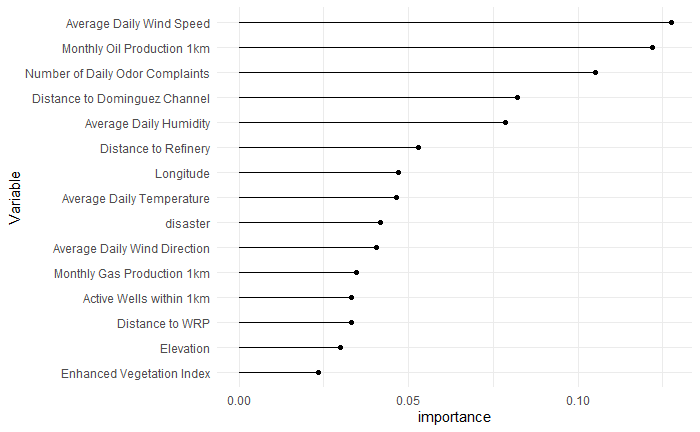 Average Daily Wind Speed
Monthly Oil Production 1km
Number of Daily Odor Complaints
Distance to Dominguez Channel
Average Daily Humidity
Distance to Refinery
Longitude
Average Daily Temperature
disaster
Average Daily Wind Direction
Monthly Gas Production 1km
Active Wells within 1km
Distance to WRP
Elevation
Enhanced Vegetation Index
Variable
0.00 0.05 0.10
importance